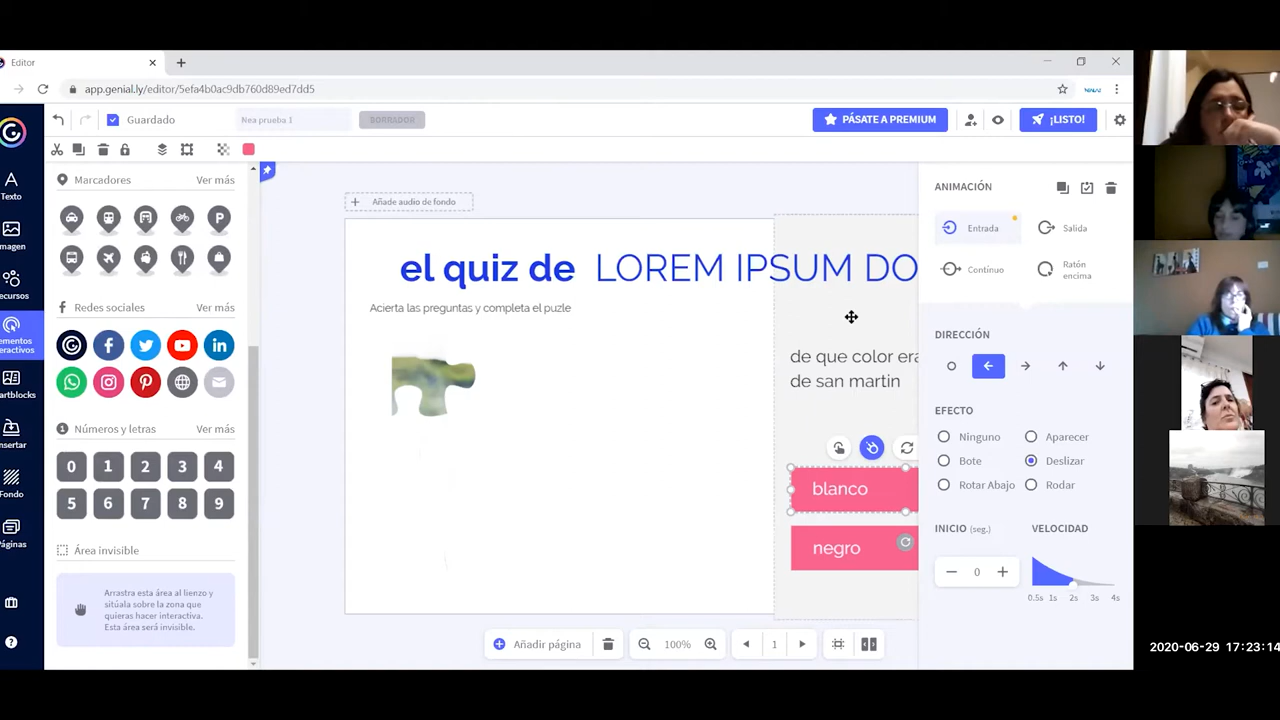 Editor
app.genial.ly/editor/5efa4b0ac9db760d89ed7dd5
Guardado
Nea prueba 1
BORRADOR
PÁSATE A PREMIUM
¡LISTO!
Texto
Imagen
Recursos
ementos
eractivos
artblocks
nsertar
Fondo
Páginas
Marcadores
Ver más
P
Redes sociales
Ver más
Números y letras
Ver más
0 1 2 3 4
5 6 7 8 9
Área invisible
Arrastra esta área al lienzo y
sitúala sobre la zona que
quieras hacer interactiva.
Esta área será invisible.
Añade audio de fondo
el quiz de LOREM IPSUM DO
Acierta las preguntas y completa el puzle
de que color era
de san martin
blanco
negro
Añadir página
100%
1
ANIMACIÓN
Entrada
Salida
Continuo
Ratón
encima
DIRECCIÓN
EFECTO
Ninguno
Aparecer
Bote
Deslizar
Rotar Abajo
Rodar
INICIO (seg.)
VELOCIDAD
0
0.5s 1s 2s 3s 4s
2020-06-29 17:23:14